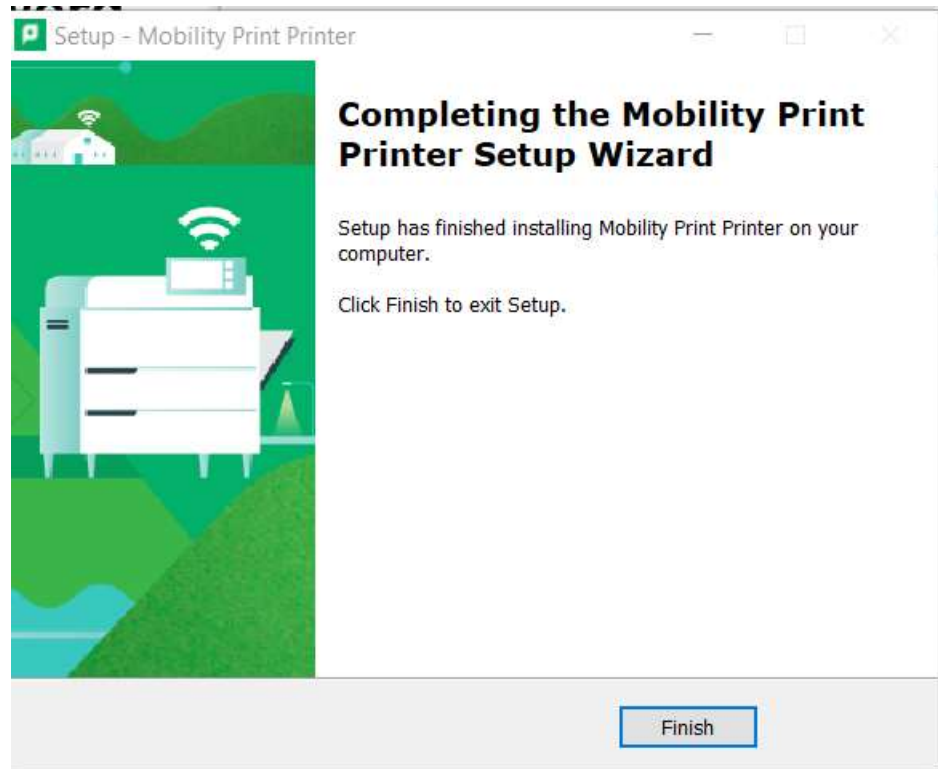 Setup - Mobility Print Printer
Completing the Mobility Print
Printer Setup Wizard
Setup has finished installing Mobility Print Printer on your
computer.
Click Finish to exit Setup.
Finish